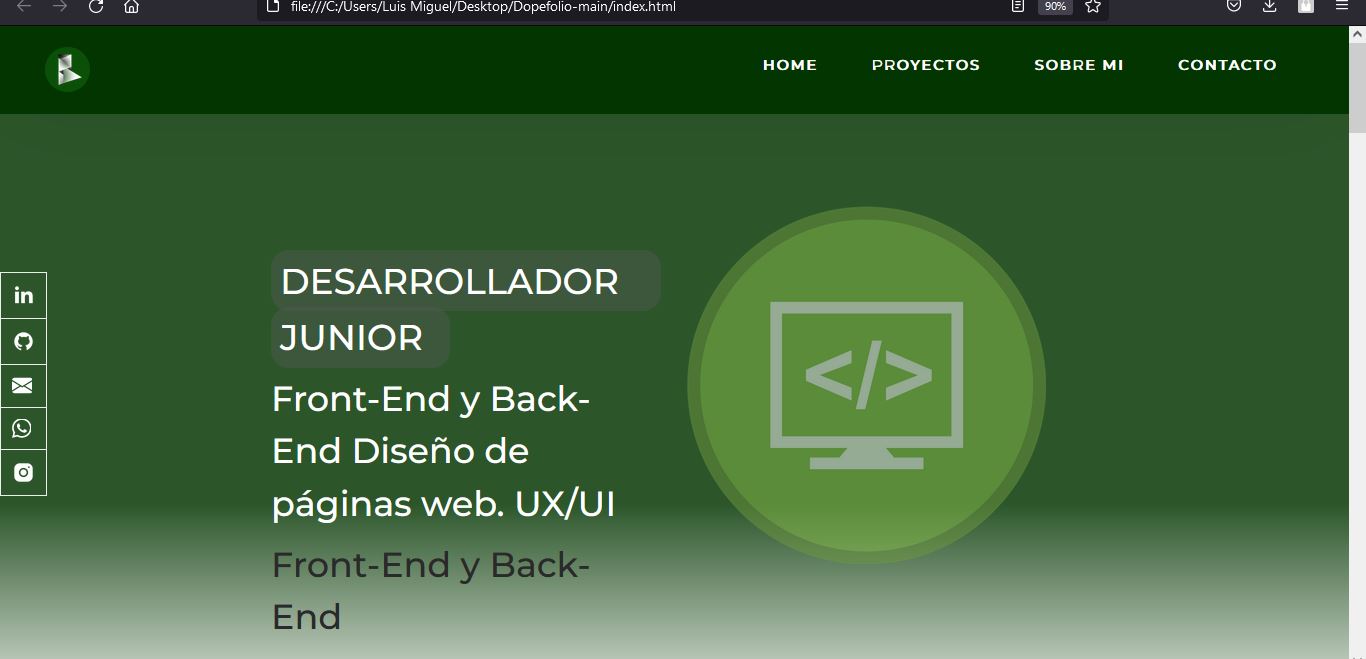 file:///C:/Users/Luis Miguel/Desktop/Dopefolio-main/index.html
90%
HOME
PROYECTOS
SOBRE MI
CONTACTO
DESARROLLADOR
JUNIOR
Front-End y Back-
End Diseño de
páginas web. UX/UI
Front-End y Back-
End
in
</>